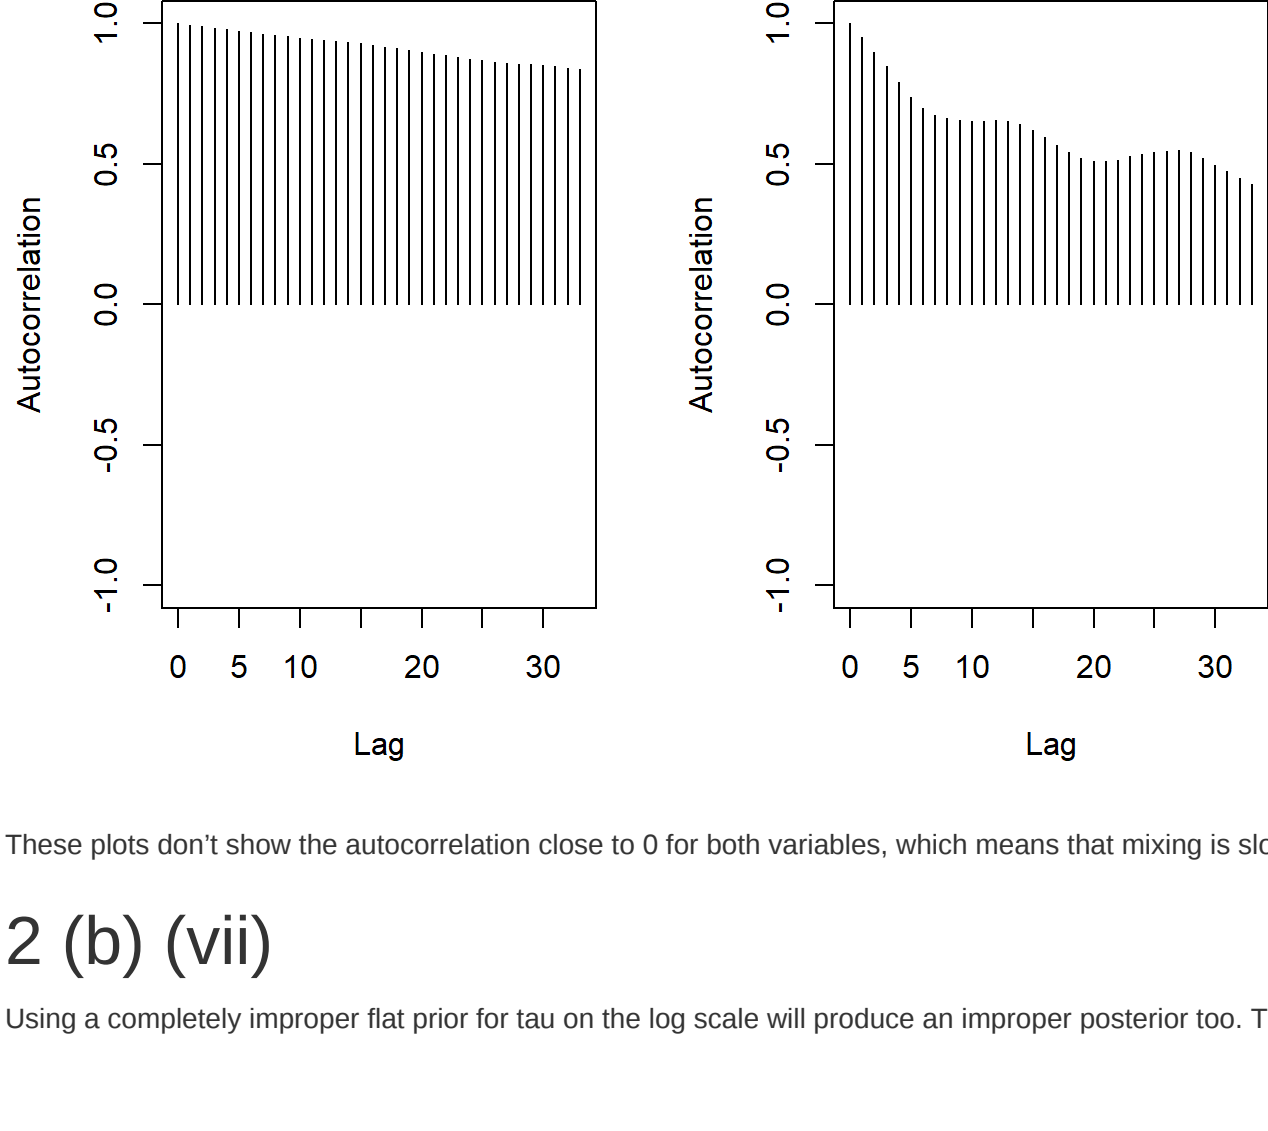 1.0
0.5
0.0
-0.5
-1.0
Autocorrelation
0 5 10 20 30
Lag
1.0
0.5
0.0
-0.5
-1.0
Autocorrelation
0 5 10 20 30
Lag
These plots don’t show the autocorrelation close to 0 for both variables, which means that mixing is
2 (b) (vii)
Using a completely improper flat prior for tau on the log scale will produce an improper posterior too.